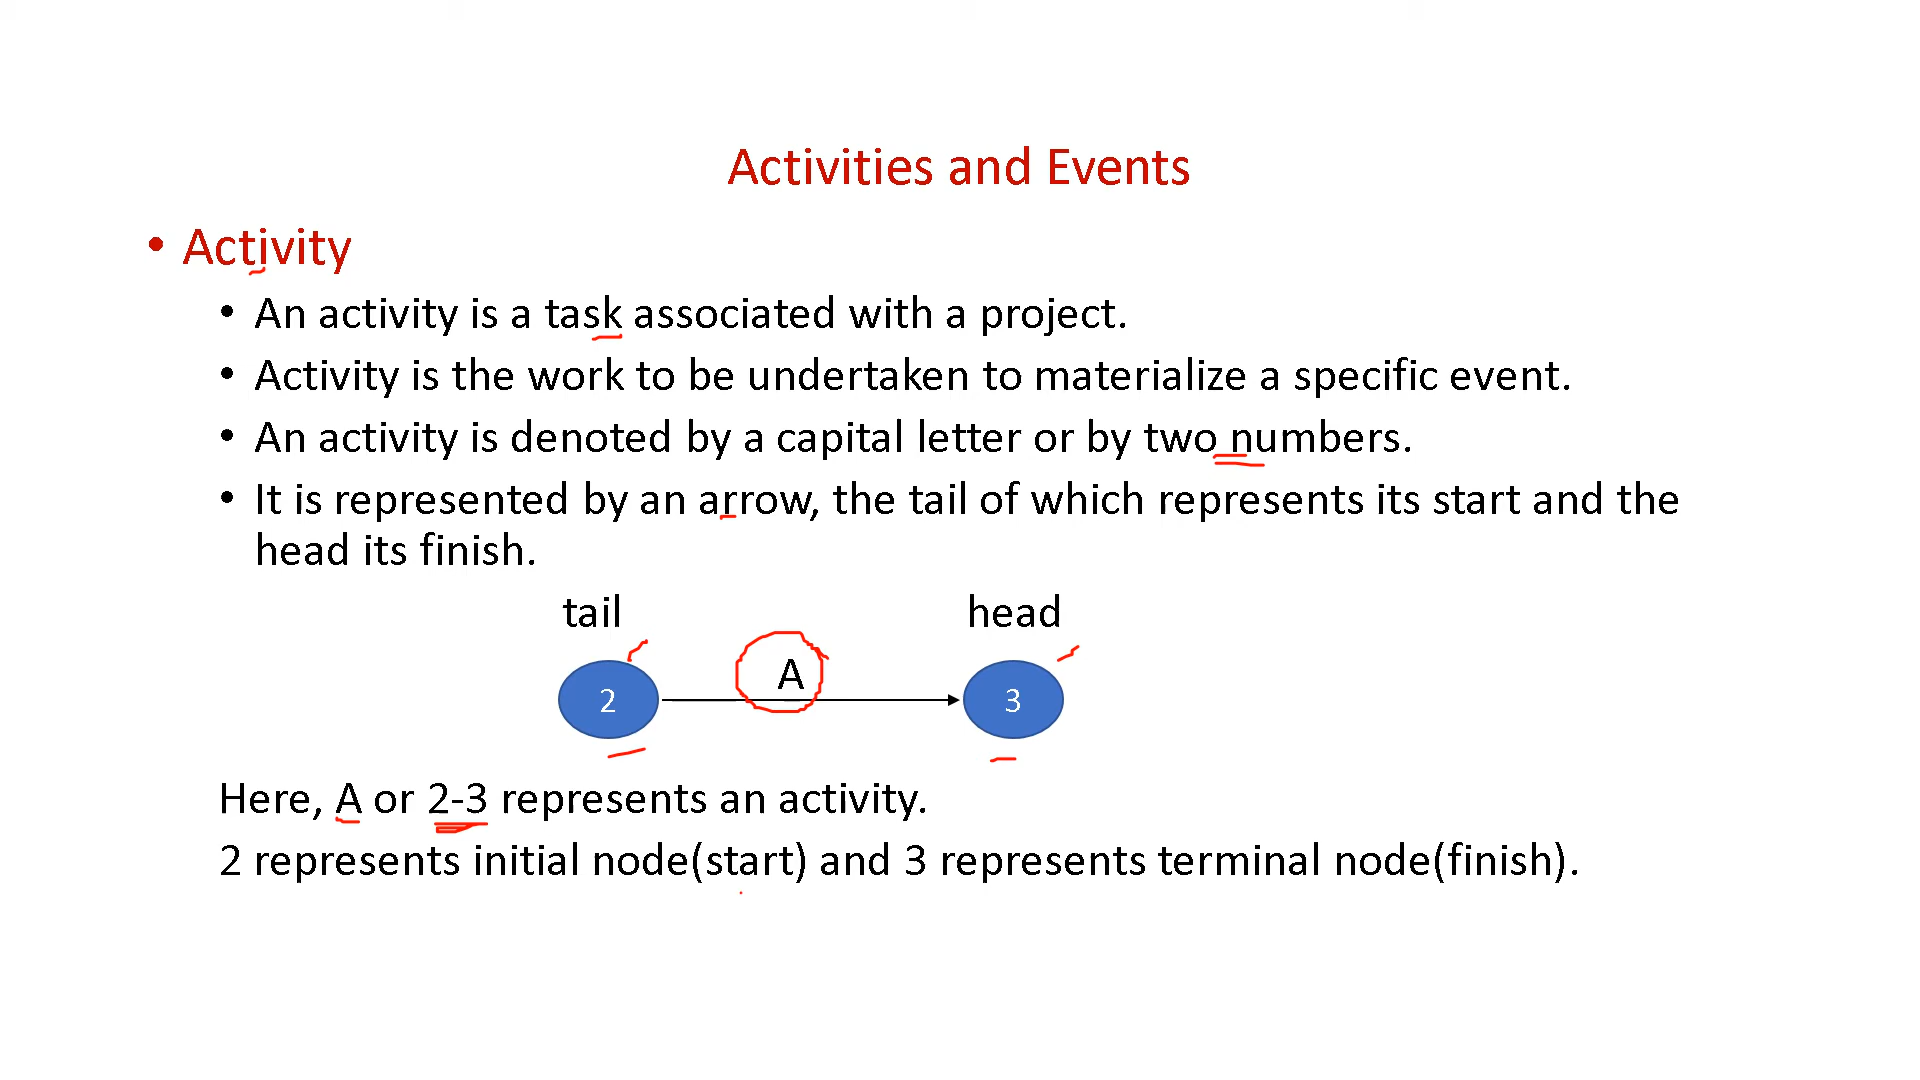 Activities and Events
• Activity
• An activity is a task associated with a project.
• Activity is the work to be undertaken to materialize a specific event.
• An activity is denoted by a capital letter or by two numbers.
• It is represented by an arrow, the tail of which represents its start and the
head its finish.
tail head
A
2 3
Here, A or 2-3 represents an activity.
2 represents initial node(start) and 3 represents terminal node(finish).